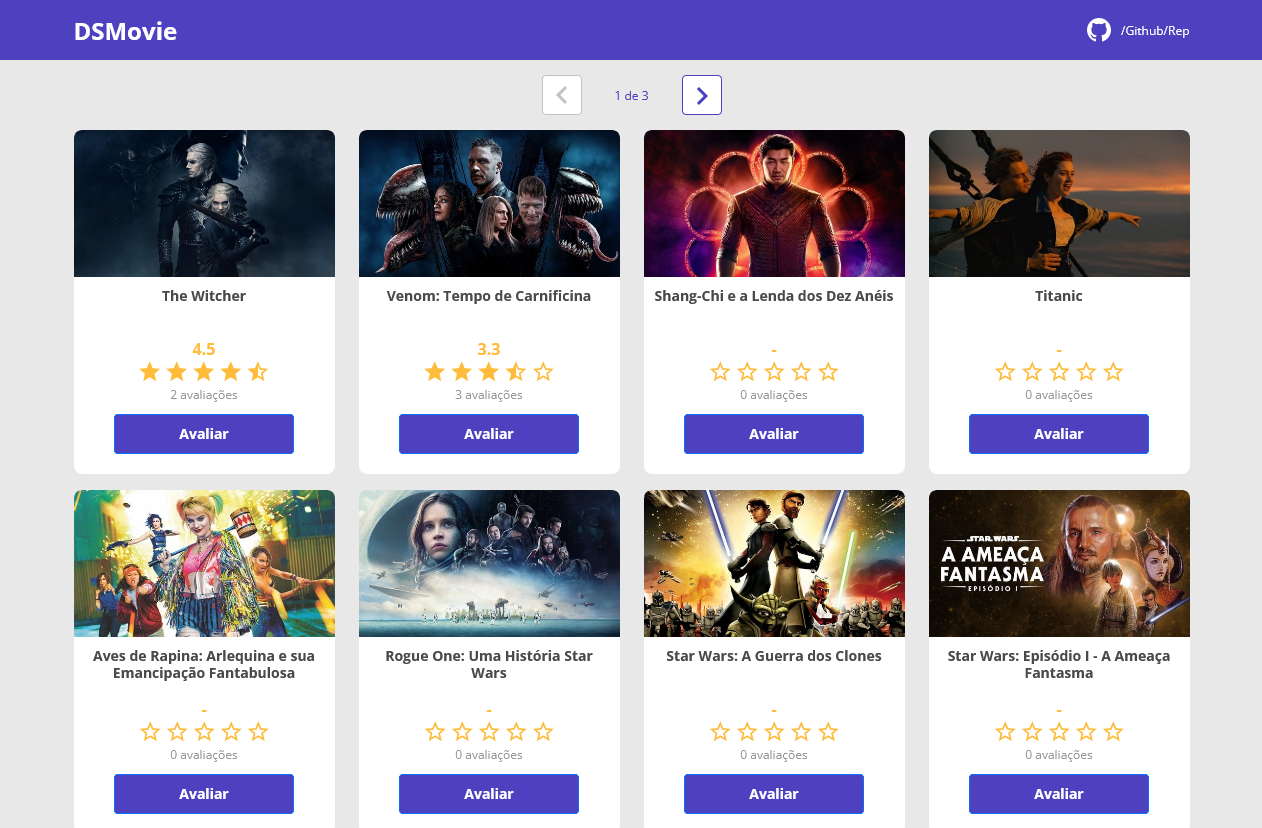 DSMovie
/Github/Rep
1 de 3
The Witcher
Venom: Tempo de Carnificina
Shang-Chi e a Lenda dos Dez Anéis
Titanic
4.5
3.3
-
-
2 avaliações
3 avaliações
0 avaliações
0 avaliações
Avaliar
Avaliar
Avaliar
Avaliar
STAR WARS
A AMEAÇA
FANTASMA
EPISÓDIO I
Aves de Rapina: Arlequina e sua
Emancipação Fantabulosa
Rogue One: Uma História Star
Wars
Star Wars: A Guerra dos Clones
Star Wars: Episódio I - A Ameaça
Fantasma
-
-
-
-
0 avaliações
0 avaliações
0 avaliações
0 avaliações
Avaliar
Avaliar
Avaliar
Avaliar